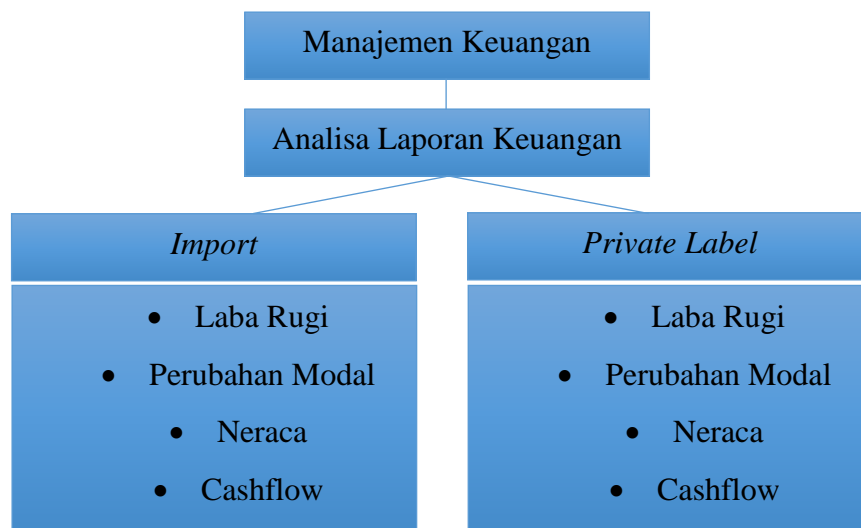 Manajemen Keuangan
Analisa Laporan Keuangan
Import
• Laba Rugi
• Perubahan Modal
• Neraca
• Cashflow
Private Label
• Laba Rugi
• Perubahan Modal
• Neraca
• Cashflow